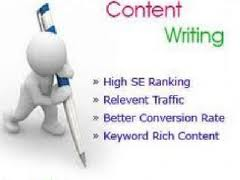 Content
Writing
» High SE Ranking
» Relevent Traffic
» Better Conversion Rate
» Keyword Rich Content